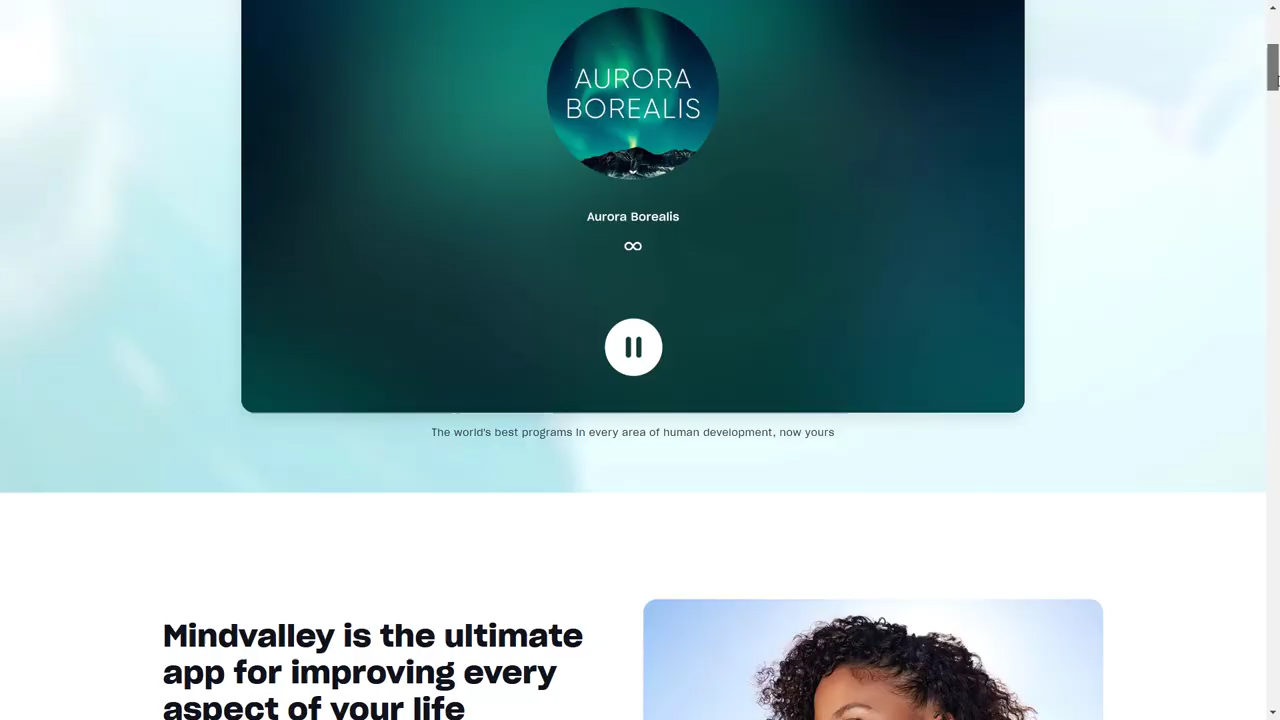 AURORA
BOREALIS
Aurora Borealis
The world's best programs in every area of human development, now yours
Mindvalley is the ultimate
app for improving every
aspect of your life